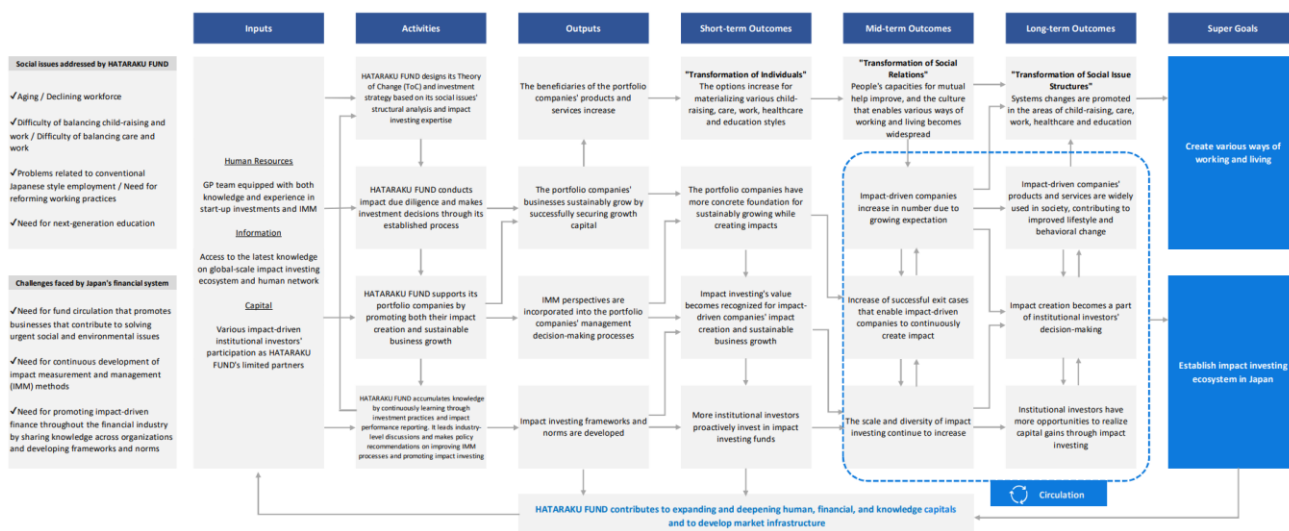 Inputs
Activities
Outputs
Short-term Outcomes
Mid-term Outcomes
Long-term Outcomes
Super Goals
Social issues addressed by HATARAKU FUND
✓Aging / Declining workforce
✓Difficulty of balancing child-raising and
work / Difficulty of balancing care and
work
✓Problems related to conventional
Japanese style employment / Need for
reforming working practices
✓Need for next-generation education
Challenges faced by Japan's financial system
✓Need for fund circulation that promotes
businesses that contribute to solving
urgent social and environmental issues
✓Need for continuous development of
impact measurement and management
(IMM) methods
✓Need for promoting impact-driven
finance throughout the financial industry
by sharing knowledge across organizations
and developing frameworks and norms
Human Resources
GP team equipped with both
knowledge and experience in
start-up investments and IMM
Information
Access to the latest knowledge
on global-scale impact investing
ecosystem and human network
Capital
Various impact-driven
institutional investors'
participation as HATARAKU
FUND's limited partners
HATARAKU FUND designs its Theory
of Change (ToC) and investment
strategy based on its social issues'
structural analysis and impact
investing expertise
HATARAKU FUND conducts
impact due diligence and makes
investment decisions through its
established process
HATARAKU FUND supports its
portfolio companies by
promoting both their impact
creation and sustainable
business growth
HATARAKU FUND accumulates knowledge
by continuously learning through
investment practices and impact
performance reporting. It leads industry-
level discussions and makes policy
recommendations on improving IMM
processes and promoting impact investing
The beneficiaries of the portfolio
companies' products and
services increase
The portfolio companies'
businesses sustainably grow by
successfully securing growth
capital
IMM perspectives are
incorporated into the portfolio
companies' management
decision-making processes
Impact investing frameworks and
norms are developed
"Transformation of Individuals"
The options increase for
materializing various child-
raising, care, work, healthcare
and education styles
The portfolio companies have
more concrete foundation for
sustainably growing while
creating impacts
Impact investing's value
becomes recognized for impact-
driven companies' impact
creation and sustainable
business growth
More institutional investors
proactively invest in impact
investing funds
"Transformation of Social
Relations"
People's capacities for mutual
help improve, and the culture
that enables various ways of
working and living becomes
widespread
Impact-driven companies
increase in number due to
growing expectation
Increase of successful exit cases
that enable impact-driven
companies to continuously
create impact
The scale and diversity of impact
investing continue to increase
"Transformation of Social Issue
Structures"
Systems changes are promoted
in the areas of child-raising, care,
work, healthcare and education
Impact-driven companies'
products and services are widely
used in society, contributing to
improved lifestyle and
behavioral change
Impact creation becomes a part
of institutional investors'
decision-making
Institutional investors have
more opportunities to realize
capital gains through impact
investing
Create various ways of
working and living
Establish impact investing
ecosystem in Japan
Circulation
HATARAKU FUND contributes to expanding and deepening human, financial, and knowledge capitals
and to develop market infrastructure